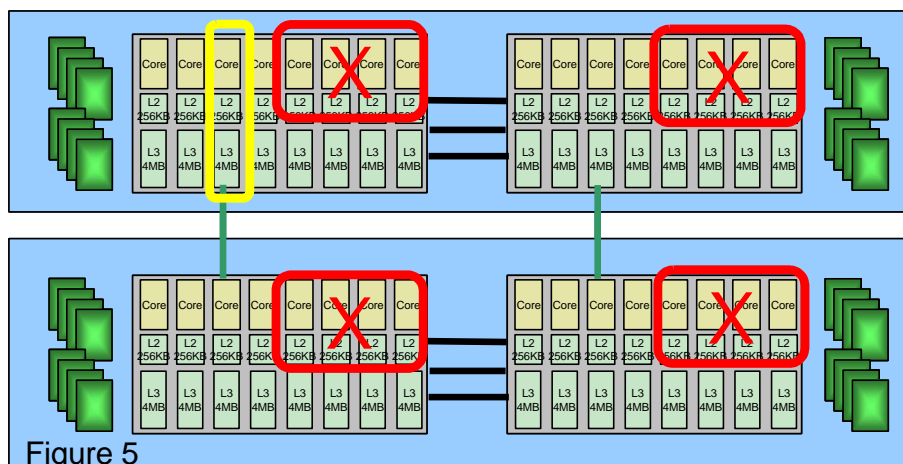 Core Core Core Core Core Core Core Core Core Core Core Core Core Core Core Core
X X
L2 L2 L2 L2 L2 L2 L2 L2 L2 L2 L2 L2 L2 L2 L2 L2
256KB 256KB 256KB 256KB 256KB 256KB 256KB 256KB 256KB 256KB 256KB 256KB 256KB 256KB 256KB 256KB
L3 L3 L3 L3 L3 L3 L3 L3 L3 L3 L3 L3 L3 L3 L3 L3
4MB 4MB 4MB 4MB 4MB 4MB 4MB 4MB 4MB 4MB 4MB 4MB 4MB 4MB 4MB 4MB
Core Core Core Core Core Core Core Core Core Core Core Core Core Core Core Core
X X
L2 L2 L2 L2 L2 L2 L2 L2 L2 L2 L2 L2 L2 L2 L2 L2
256KB 256KB 256KB 256KB 256KB 256KB 256KB 256KB 256KB 256KB 256KB 256KB 256KB 256KB 256KB 256KB
L3 L3 L3 L3 L3 L3 L3 L3 L3 L3 L3 L3 L3 L3 L3 L3
4MB 4MB 4MB 4MB 4MB 4MB 4MB 4MB 4MB 4MB 4MB 4MB 4MB 4MB 4MB 4MB
Figure 5